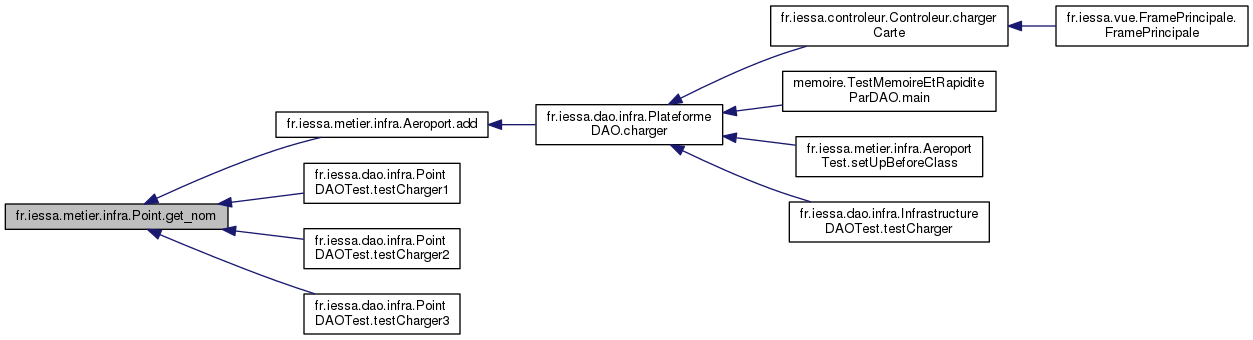 fr.iessa.metier.infra.Point.get_nom
fr.iessa.metier.infra.Aeroport.add
fr.iessa.dao.infra.Plateforme
DAO.charger
fr.iessa.controleur.Controleur.charger
Carte
fr.iessa.vue.FramePrincipale.
FramePrincipale
memoire.TestMemoireEtRapidite
ParDAO.main
fr.iessa.metier.infra.Aeroport
Test.setUpBeforeClass
fr.iessa.dao.infra.Infrastructure
DAOTest.testCharger
fr.iessa.dao.infra.Point
DAOTest.testCharger1
fr.iessa.dao.infra.Point
DAOTest.testCharger2
fr.iessa.dao.infra.Point
DAOTest.testCharger3